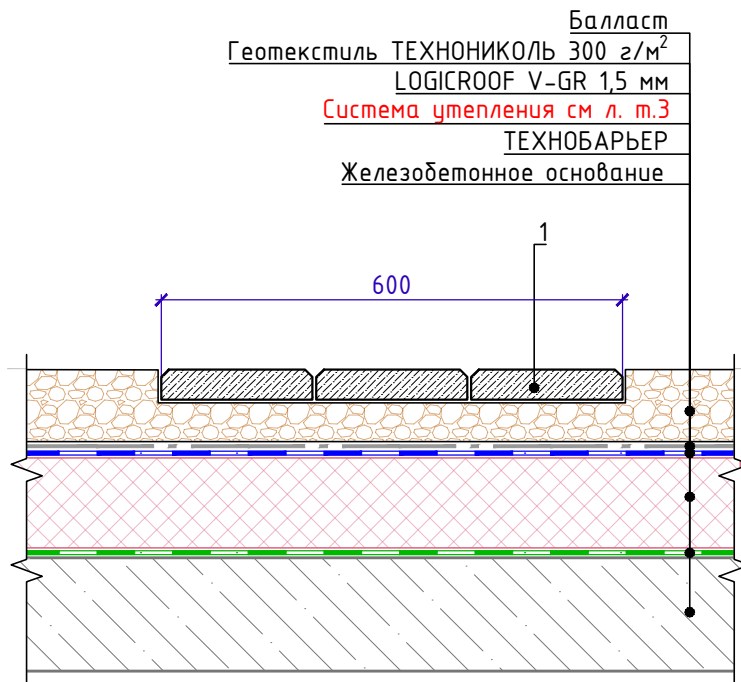 Балласт
Геотекстиль ТЕХНОНИКОЛЬ 300 г/м²
LOGICROOF V-GR 1,5 мм
Система утепления см л. т.3
ТЕХНОБАРЬЕР
Железобетонное основание
1
600